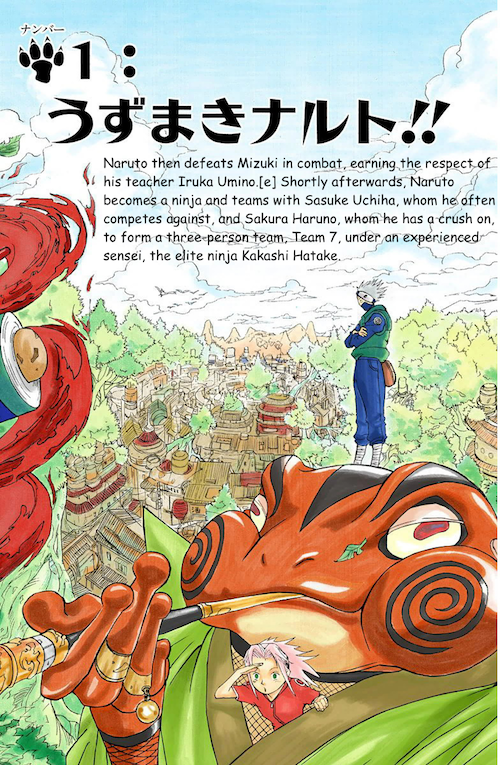 ナンバー
1:
うずまきナルト!!
Naruto then defeats Mizuki in combat, earning the respect of
his teacher Iruka Umino.[e] Shortly afterwards, Naruto
becomes a ninja and teams with Sasuke Uchiha, whom he often
competes against, and Sakura Haruno, whom he has a crush on,
to form a three-person team, Team 7, under an experienced
sensei, the elite ninja Kakashi Hatake.